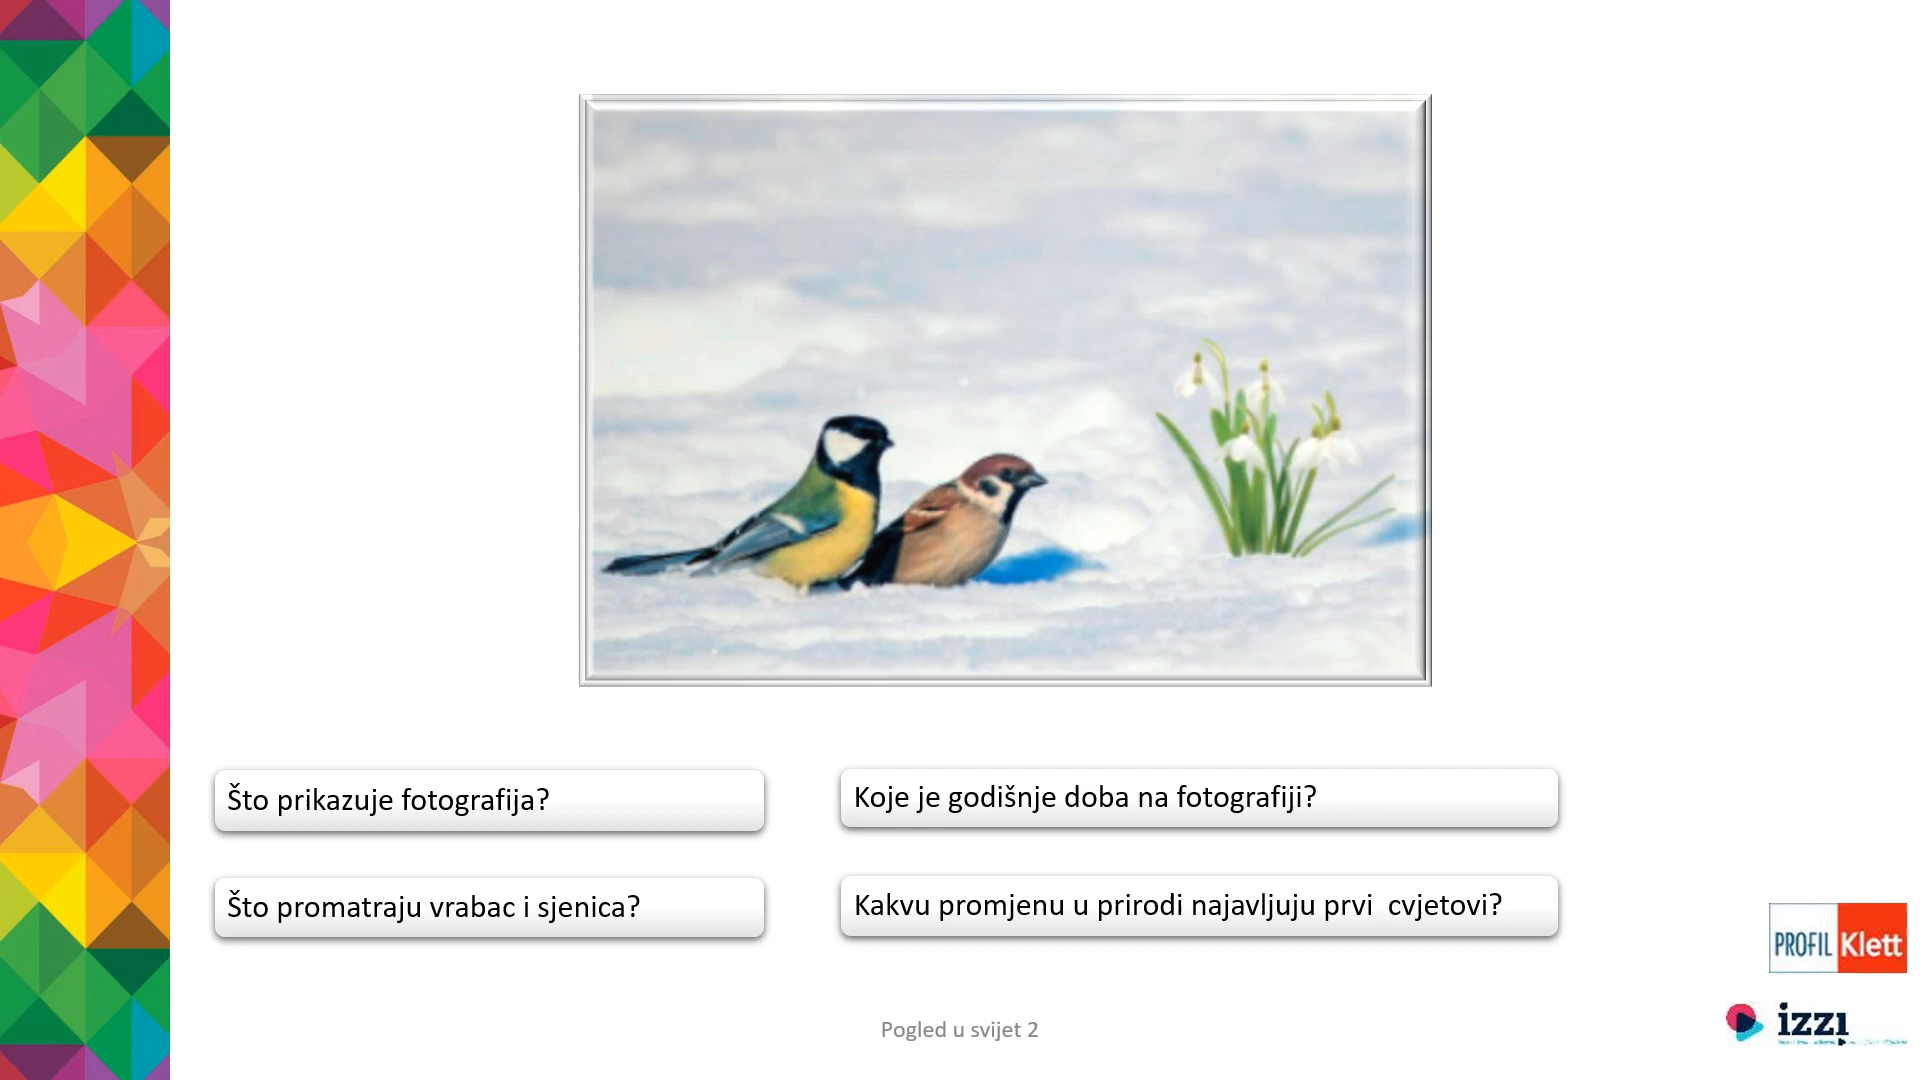 Što prikazuje fotografija?
Koje je godišnje doba na fotografiji?
Što promatraju vrabac i sjenica?
Kakvu promjenu u prirodi najavljuju prvi  cvjetovi?
PROFIL Klett
izzi
Pogled u svijet 2